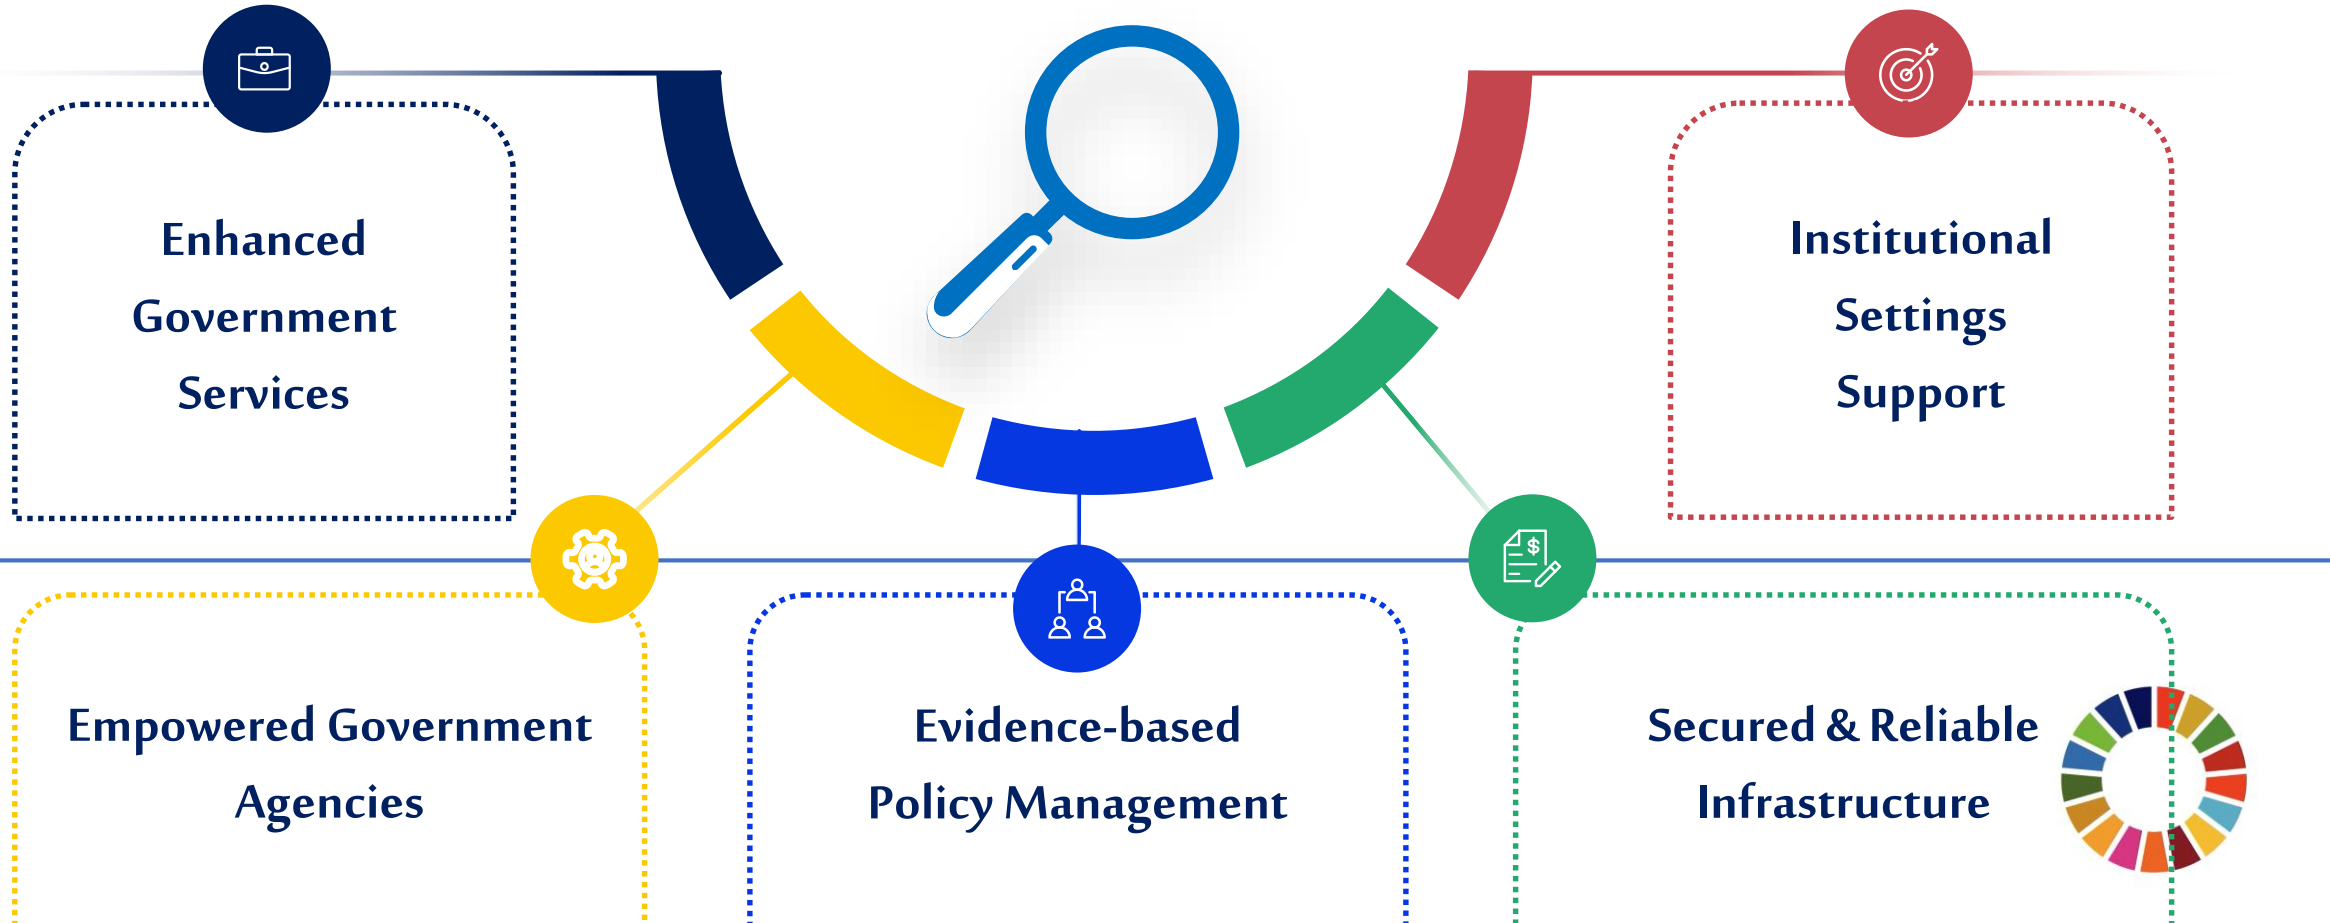 Enhanced
Government
Services
Institutional
Settings
Support
$
Empowered Government
Agencies
Evidence-based
Policy Management
Secured & Reliable
Infrastructure